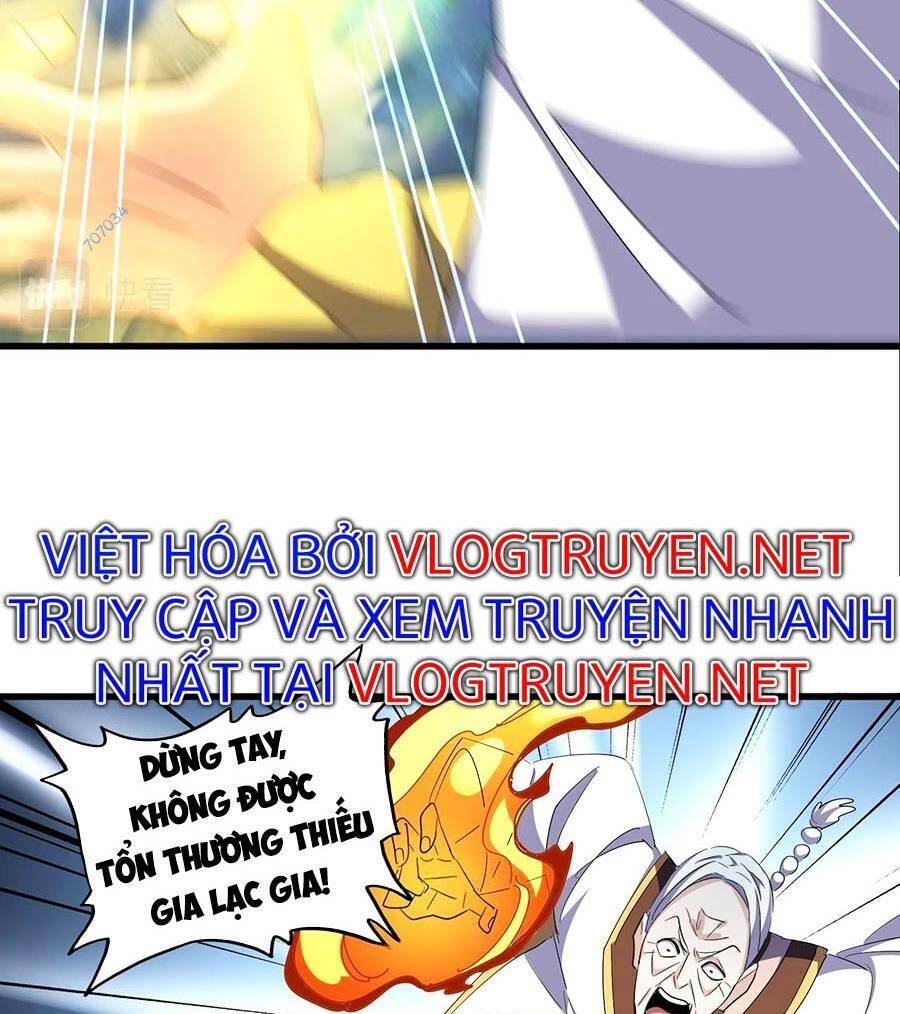 707034
快看
VIỆT HÓA BỞI VLOGTRUYEN.NET
TRUY CẬP VÀ XEM TRUYỆN NHANH
NHẤT TẠI VLOGTRUYEN.NET
DỪNG TAY,
KHÔNG ĐƯỢC
TỔN THƯƠNG THIẾU
GIA LẠC GIA!